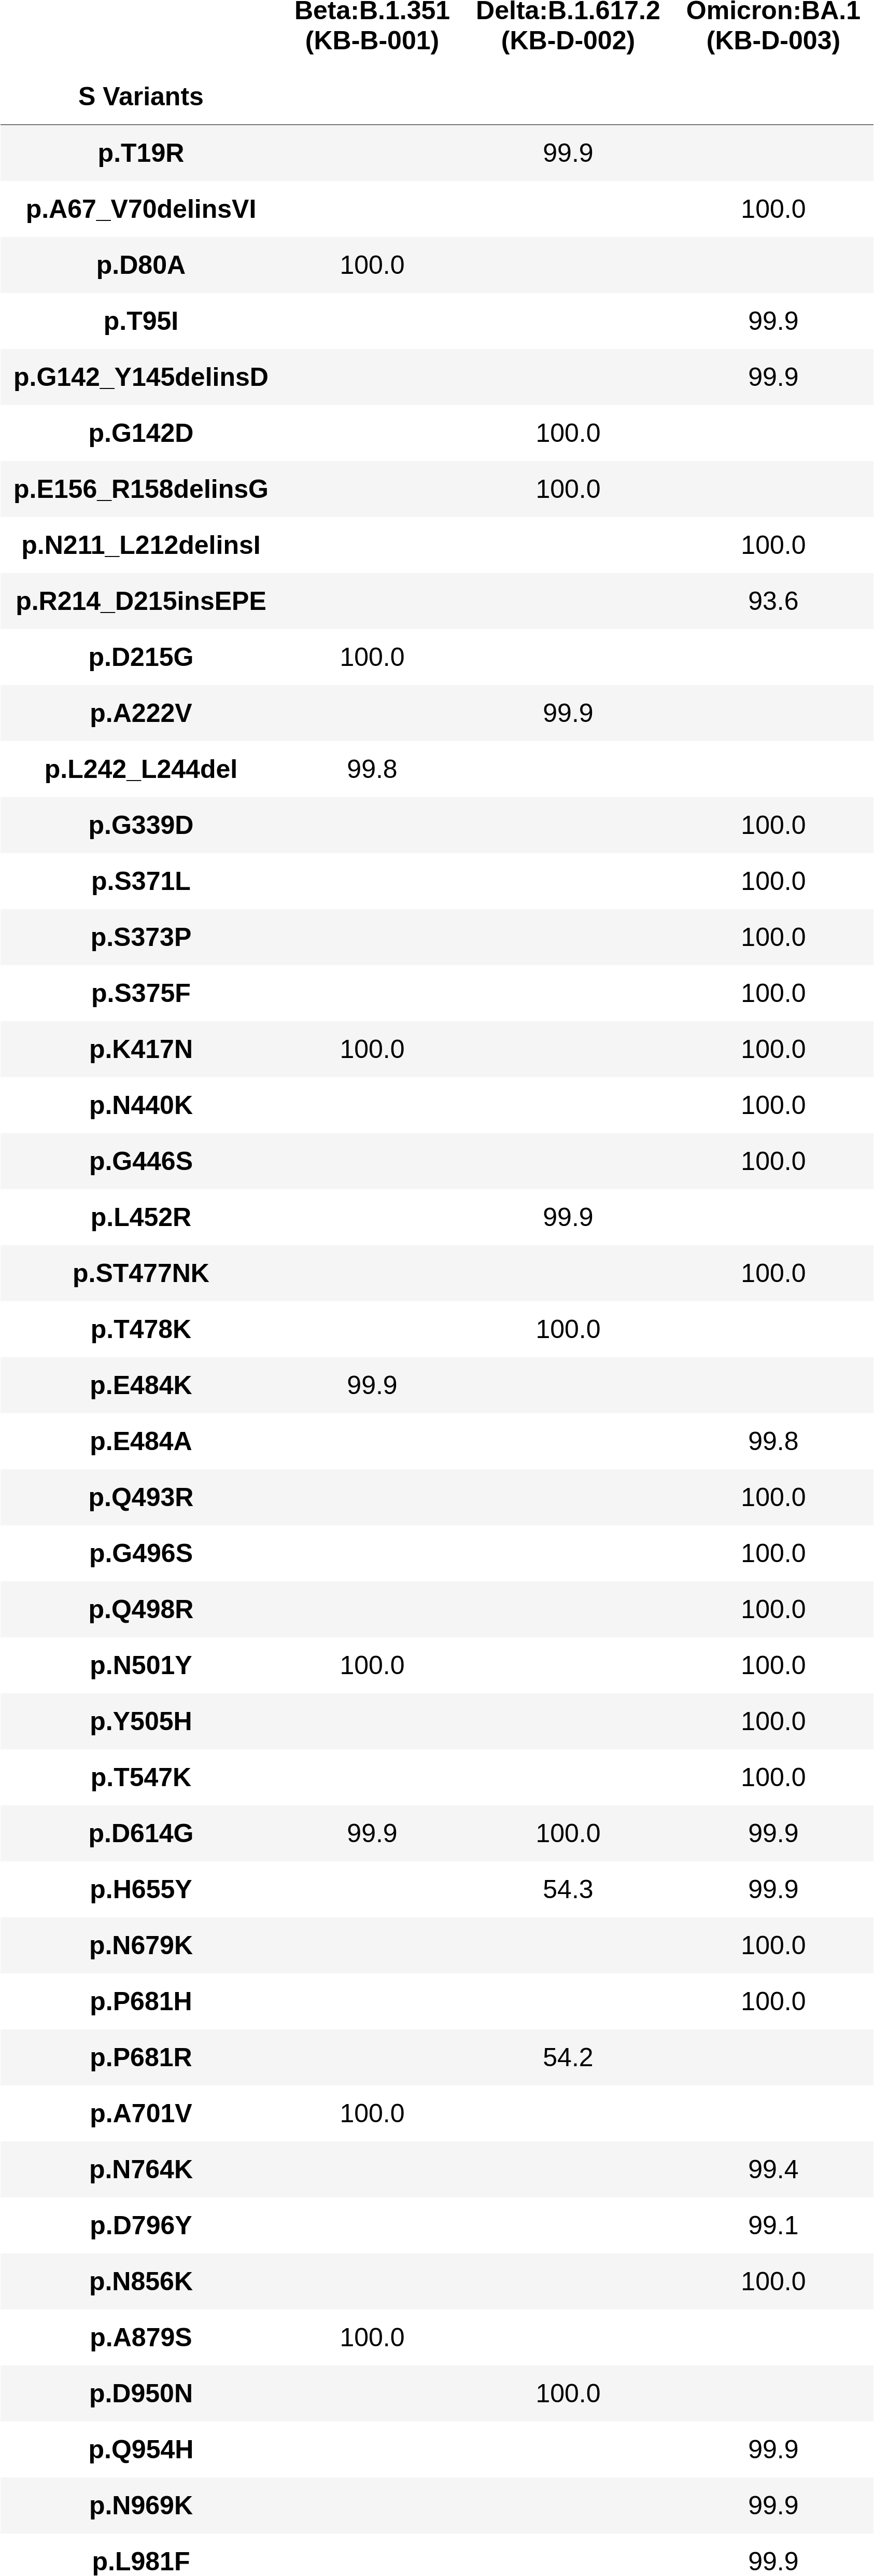 Beta:B.1.351 Delta:B.1.617.2 Omicron:BA.1
(KB-B-001) (KB-D-002) (KB-D-003)
S Variants
p.T19R 99.9
p.A67_V70delinsVI 100.0
p.D80A 100.0
p.T95I 99.9
p.G142_Y145delinsD 99.9
p.G142D 100.0
p.E156_R158delinsG 100.0
p.N211_L212delinsI 100.0
p.R214_D215insEPE 93.6
p.D215G 100.0
p.A222V 99.9
p.L242_L244del 99.8
p.G339D 100.0
p.S371L 100.0
p.S373P 100.0
p.S375F 100.0
p.K417N 100.0 100.0
p.N440K 100.0
p.G446S 100.0
p.L452R 99.9
p.ST477NK 100.0
p.T478K 100.0
p.E484K 99.9
p.E484A 99.8
p.Q493R 100.0
p.G496S 100.0
p.Q498R 100.0
p.N501Y 100.0 100.0
p.Y505H 100.0
p.T547K 100.0
p.D614G 99.9 100.0 99.9
p.H655Y 54.3 99.9
p.N679K 100.0
p.P681H 100.0
p.P681R 54.2
p.A701V 100.0
p.N764K 99.4
p.D796Y 99.1
p.N856K 100.0
p.A879S 100.0
p.D950N 100.0
p.Q954H 99.9
p.N969K 99.9
p.L981F 99.9